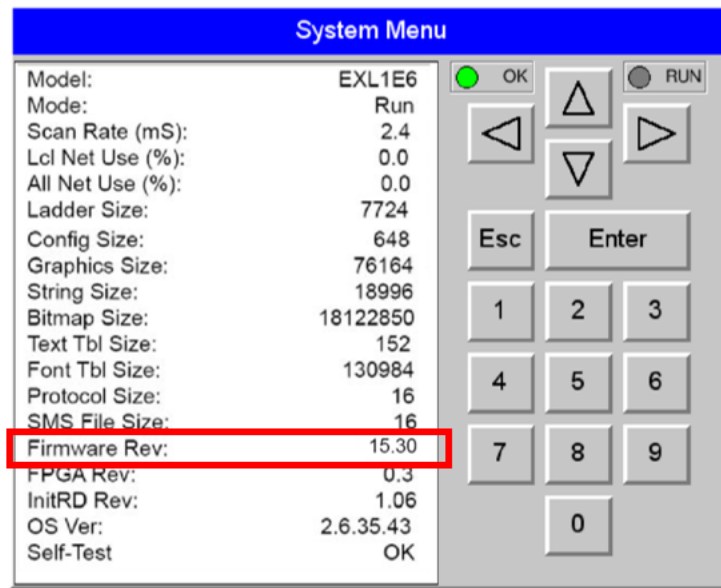 System Menu
Model: EXL1E6
Mode: Run
Scan Rate (mS): 2.4
Lcl Net Use (%): 0.0
All Net Use (%): 0.0
Ladder Size: 7724
Config Size: 648
Graphics Size: 76164
String Size: 18996
Bitmap Size: 18122850
Text Tbl Size: 152
Font Tbl Size: 130984
Protocol Size: 16
SMS File Size: 16
Firmware Rev: 15.30
FPGA Rev: 0.3
InitRD Rev: 1.06
OS Ver: 2.6.35.43
Self-Test OK
OK RUN
Esc Enter
1 2 3
4 5 6
7 8 9
0